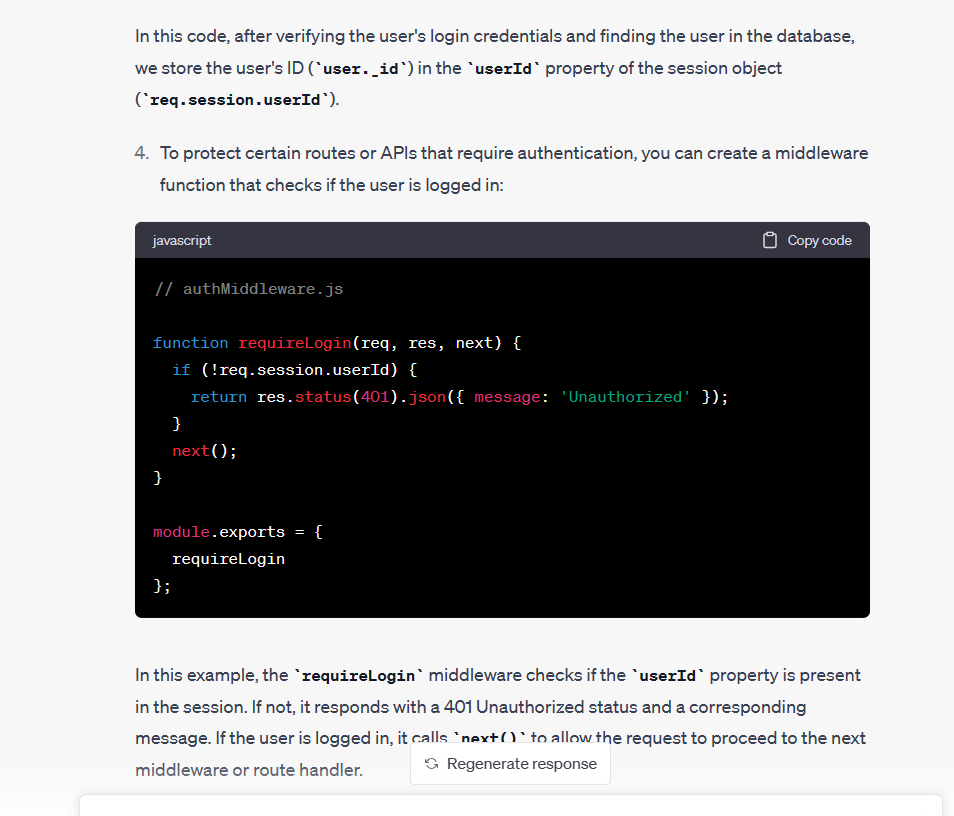 In this code, after verifying the user's login credentials and finding the user in the database,
we store the user's ID (`user._id`) in the `userId` property of the session object
(`req.session.userId`).
4. To protect certain routes or APIs that require authentication, you can create a middleware
function that checks if the user is logged in:
javascript Copy code
// authMiddleware.js
function requireLogin(req, res, next) {
if (!req.session.userId) {
return res.status(401).json({ message: 'Unauthorized' });
}
next();
}
module.exports = {
requireLogin
};
In this example, the `requireLogin` middleware checks if the `userId` property is present
in the session. If not, it responds with a 401 Unauthorized status and a corresponding
message. If the user is logged in, it calls `next()` to allow the request to proceed to the next
middleware or route handler.
Regenerate response